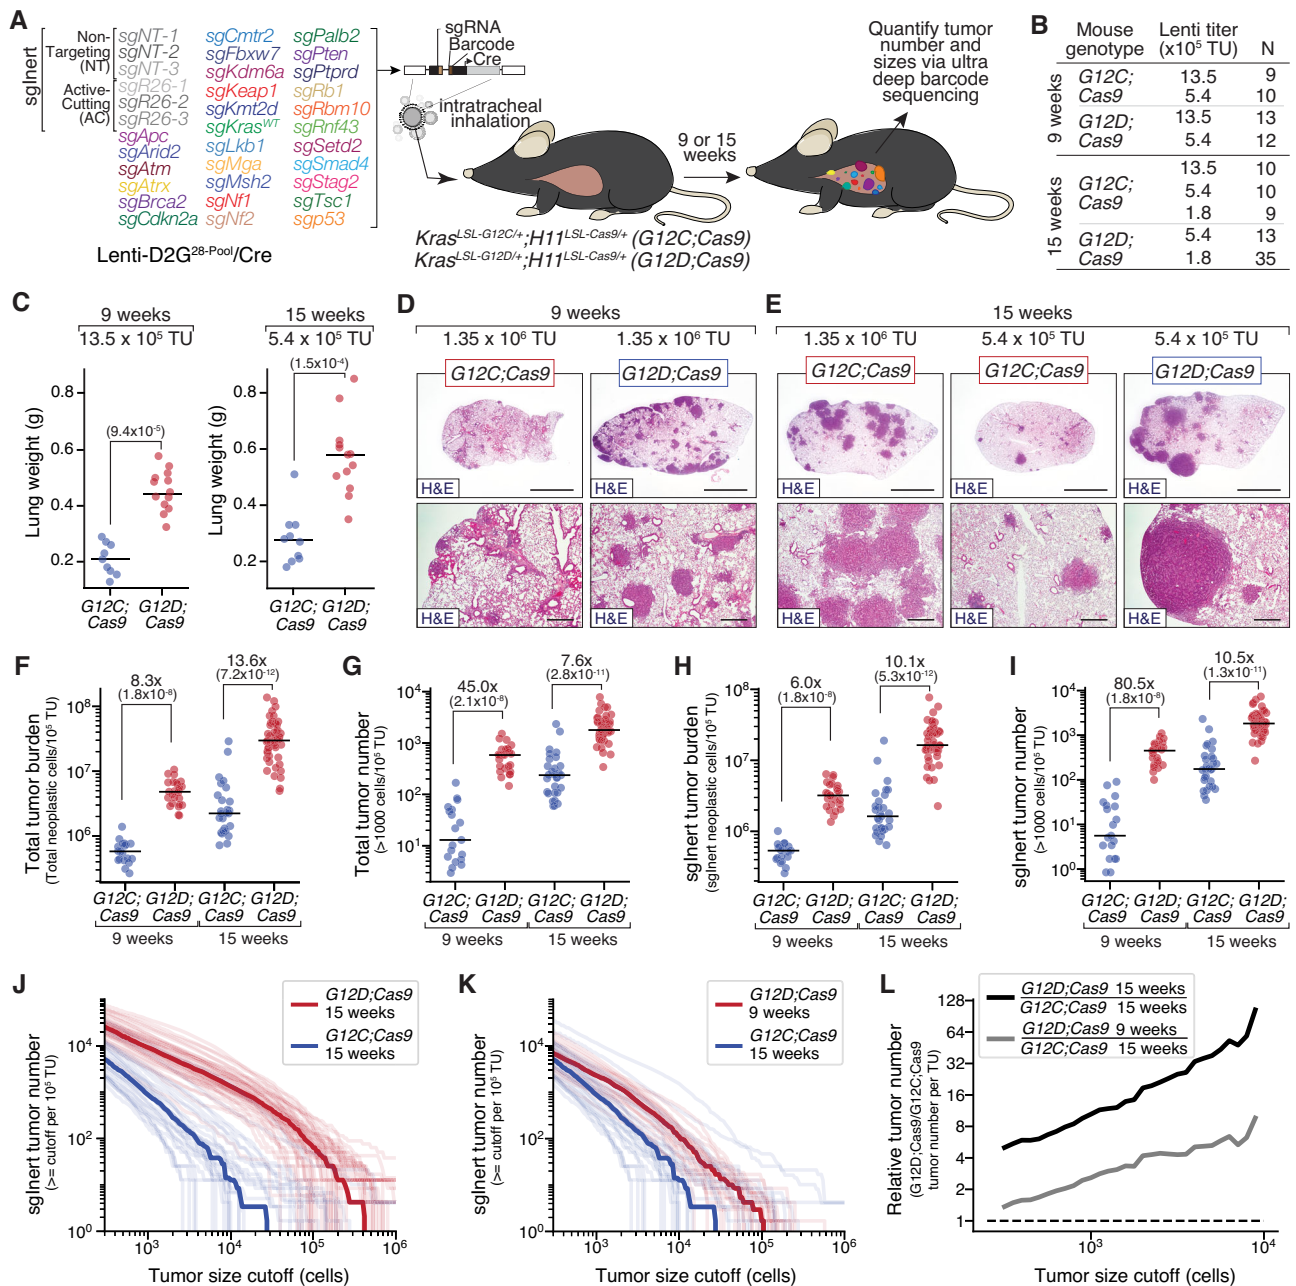 A
sgInert
Non-
Targeting
(NT)
Active-
Cutting
(AC)
sgNT-1
sgNT-2
sgNT-3
sgR26-1
sgR26-2
sgR26-3
sgApc
sgArid2
sgAtm
sgAtrx
sgBrca2
sgCdkn2a
sgCmtr2
sgFbxw7
sgKdm6a
sgKeap1
sgKmt2d
sgKrasWT
sgLkb1
sgMga
sgMsh2
sgNf1
sgNf2
sgPalb2
sgPten
sgPtprd
sgRb1
sgRbm10
sgRnf43
sgSetd2
sgSmad4
sgStag2
sgTsc1
sgp53
Lenti-D2G28-Pool/Cre
sgRNA
Barcode
Cre
intratracheal
inhalation
9 or 15
weeks
Quantify tumor
number and
sizes via ultra
deep barcode
sequencing
KrasLSL-G12C/+;H11LSL-Cas9/+ (G12C;Cas9)
KrasLSL-G12D/+;H11LSL-Cas9/+ (G12D;Cas9)
B
Mouse genotype Lenti titer (x10⁵ TU) N
9 weeks
G12C; Cas9 13.5 9
5.4 10
G12D; Cas9 13.5 13
5.4 12
15 weeks
G12C; Cas9 13.5 10
5.4 10
1.8 9
G12D; Cas9 5.4 13
1.8 35
C
9 weeks
13.5 x 10⁵ TU
(9.4x10⁻⁵)
Lung weight (g)
0.8
0.6
0.4
0.2
G12C; Cas9
G12D; Cas9
15 weeks
5.4 x 10⁵ TU
(1.5x10⁻⁴)
Lung weight (g)
0.8
0.6
0.4
0.2
G12C; Cas9
G12D; Cas9
D
9 weeks
1.35 x 10⁶ TU
1.35 x 10⁶ TU
G12C;Cas9
G12D;Cas9
H&E
H&E
H&E
H&E
E
15 weeks
1.35 x 10⁶ TU
5.4 x 10⁵ TU
5.4 x 10⁵ TU
G12C;Cas9
G12C;Cas9
G12D;Cas9
H&E
H&E
H&E
H&E
H&E
H&E
F
Total tumor burden
(Total neoplastic cells/10⁵ TU)
8.3x
(1.8x10⁻⁸)
13.6x
(7.2x10⁻¹²)
10⁸
10⁷
10⁶
G12C; Cas9
G12D; Cas9
G12C; Cas9
G12D; Cas9
9 weeks
15 weeks
G
Total tumor number
(>1000 cells/10⁵ TU)
45.0x
(2.1x10⁻⁸)
7.6x
(2.8x10⁻¹¹)
10⁴
10³
10²
10¹
G12C; Cas9
G12D; Cas9
G12C; Cas9
G12D; Cas9
9 weeks
15 weeks
H
sgInert tumor burden
(sgInert neoplastic cells/10⁵ TU)
6.0x
(1.8x10⁻⁸)
10.1x
(5.3x10⁻¹²)
10⁸
10⁷
10⁶
G12C; Cas9
G12D; Cas9
G12C; Cas9
G12D; Cas9
9 weeks
15 weeks
I
sgInert tumor number
(>1000 cells/10⁵ TU)
80.5x
(1.8x10⁻⁸)
10.5x
(1.3x10⁻¹¹)
10⁴
10³
10²
10¹
10⁰
G12C; Cas9
G12D; Cas9
G12C; Cas9
G12D; Cas9
9 weeks
15 weeks
J
sgInert tumor number
(>= cutoff per 10⁵ TU)
G12D;Cas9
15 weeks
G12C;Cas9
15 weeks
10⁴
10²
10⁰
10³
10⁴
10⁵
10⁶
Tumor size cutoff (cells)
K
sgInert tumor number
(>= cutoff per 10⁵ TU)
G12D;Cas9
9 weeks
G12C;Cas9
15 weeks
10⁴
10²
10⁰
10³
10⁴
10⁵
10⁶
Tumor size cutoff (cells)
L
Relative tumor number
(G12D;Cas9/G12C;Cas9
tumor number per TU)
G12D;Cas9 15 weeks
G12C;Cas9 15 weeks
G12D;Cas9 9 weeks
G12C;Cas9 15 weeks
128
64
32
16
8
4
2
1
10³
10⁴
Tumor size cutoff (cells)